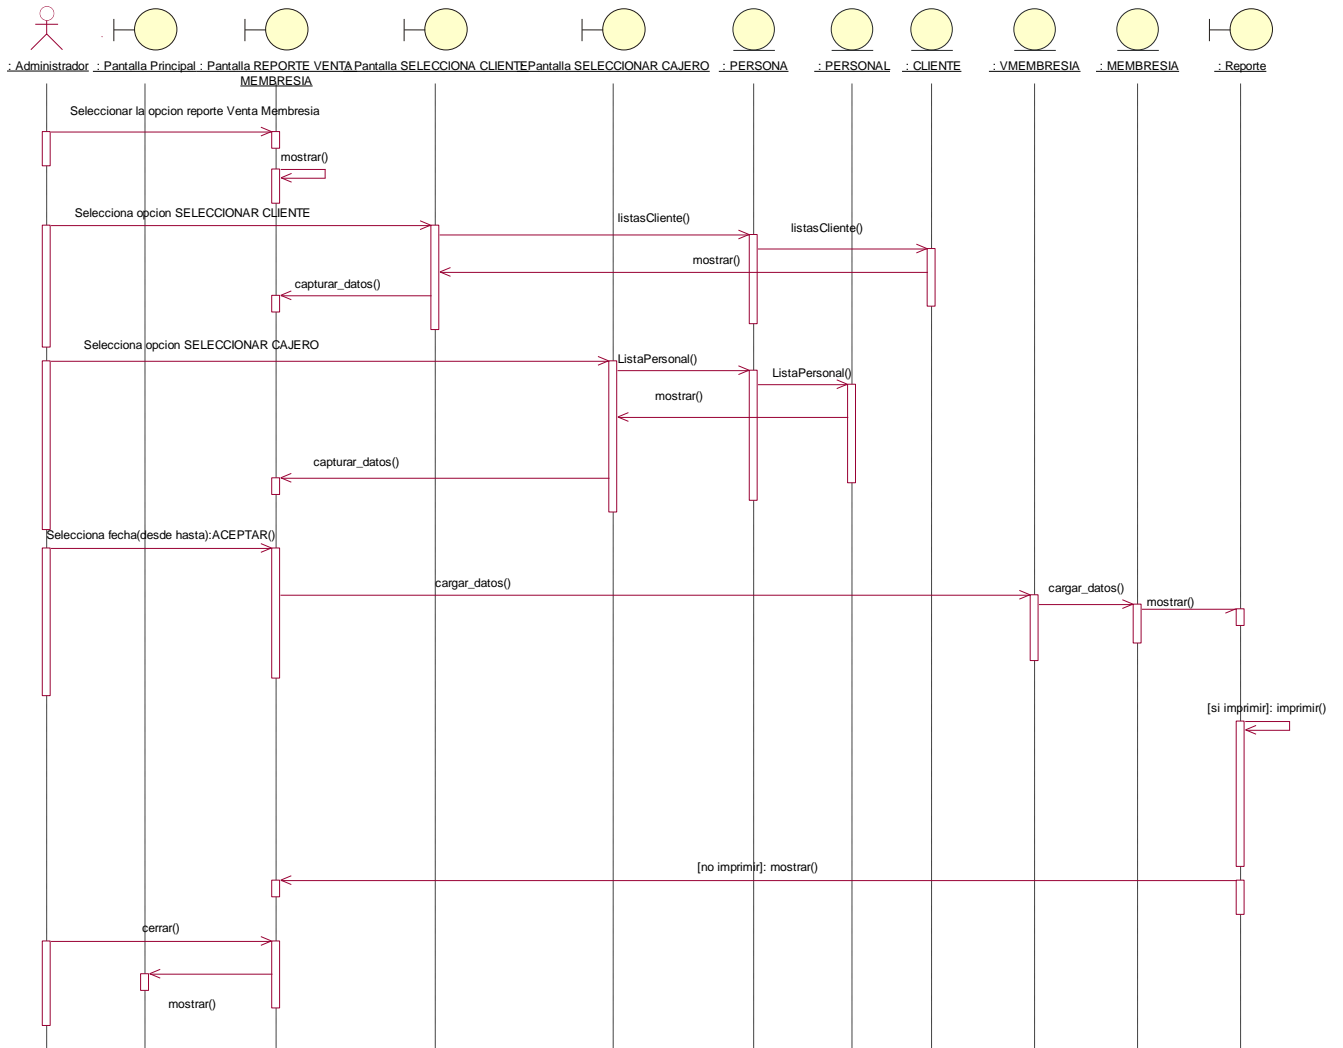 : Administrador
: Pantalla Principal
: Pantalla REPORTE VENTA
MEMBRESIA
: Pantalla SELECCIONA CLIENTE
: Pantalla SELECCIONAR CAJERO
: PERSONA
: PERSONAL
: CLIENTE
: VMEMBRESIA
: MEMBRESIA
: Reporte
Seleccionar la opcion reporte Venta Membresia
mostrar()
Selecciona opcion SELECCIONAR CLIENTE
listasCliente()
listasCliente()
mostrar()
capturar_datos()
Selecciona opcion SELECCIONAR CAJERO
ListaPersonal()
ListaPersonal()
mostrar()
capturar_datos()
Selecciona fecha(desde hasta):ACEPTAR()
cargar_datos()
cargar_datos()
mostrar()
[si imprimir]: imprimir()
[no imprimir]: mostrar()
cerrar()
mostrar()